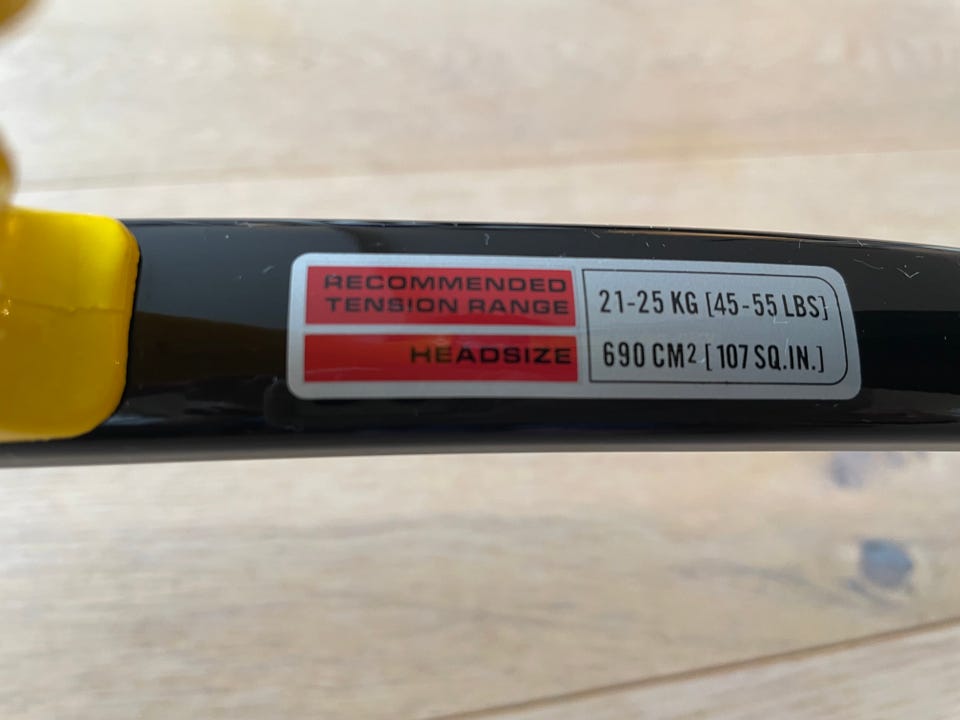 RECOMMENDED
TENSION RANGE
21-25 KG [45-55 LBS]
HEADSIZE
690 CM² [107 SQ.IN.]